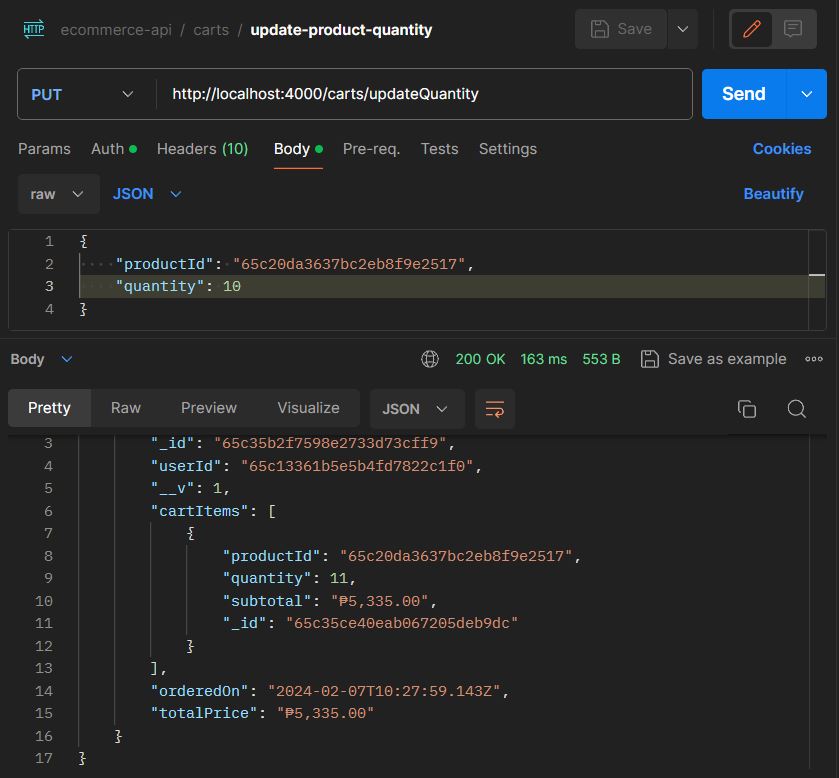 HTTP ecommerce-api / carts / update-product-quantity Save
PUT http://localhost:4000/carts/updateQuantity Send
Params Auth Headers (10) Body Pre-req. Tests Settings Cookies
raw JSON Beautify
1 {
2 ····"productId":·"65c20da3637bc2eb8f9e2517",
3 ····"quantity":·10
4 }
Body 200 OK 163 ms 553 B Save as example
Pretty Raw Preview Visualize JSON
3 "_id": "65c35b2f7598e2733d73cff9",
4 "userId": "65c13361b5e5b4fd7822c1f0",
5 "__v": 1,
6 "cartItems": [
7 {
8 "productId": "65c20da3637bc2eb8f9e2517",
9 "quantity": 11,
10 "subtotal": "₱5,335.00",
11 "_id": "65c35ce40eab067205deb9dc"
12 }
13 ],
14 "orderedOn": "2024-02-07T10:27:59.143Z",
15 "totalPrice": "₱5,335.00"
16 }
17 }